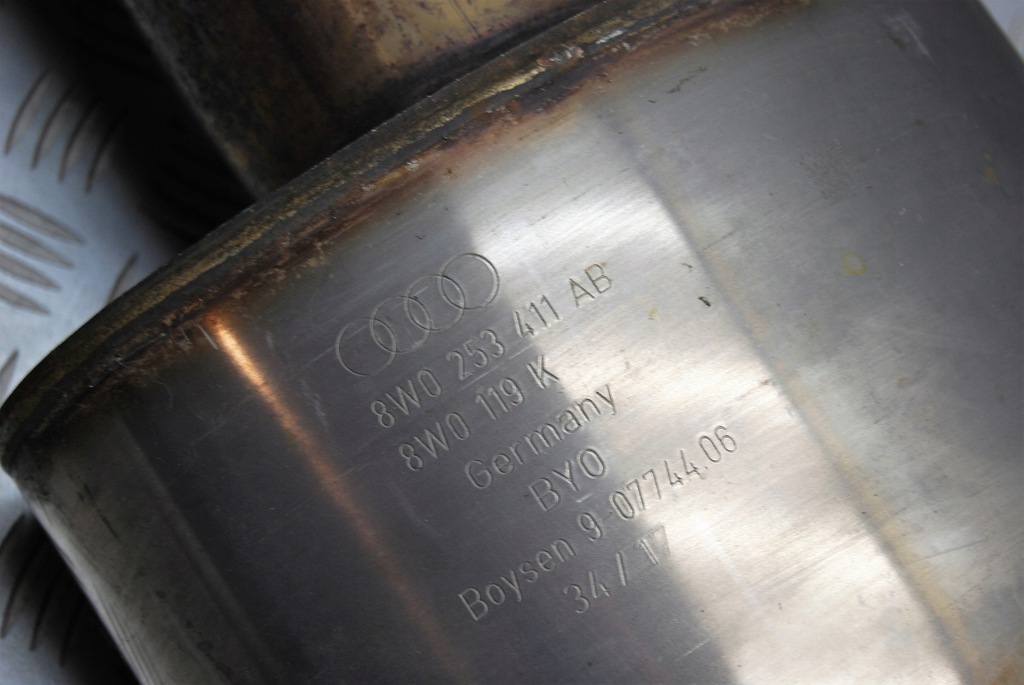 8W0 253 411 AB
8W0 119 K
Germany
BYO
Boysen 9-07744.06
34/17